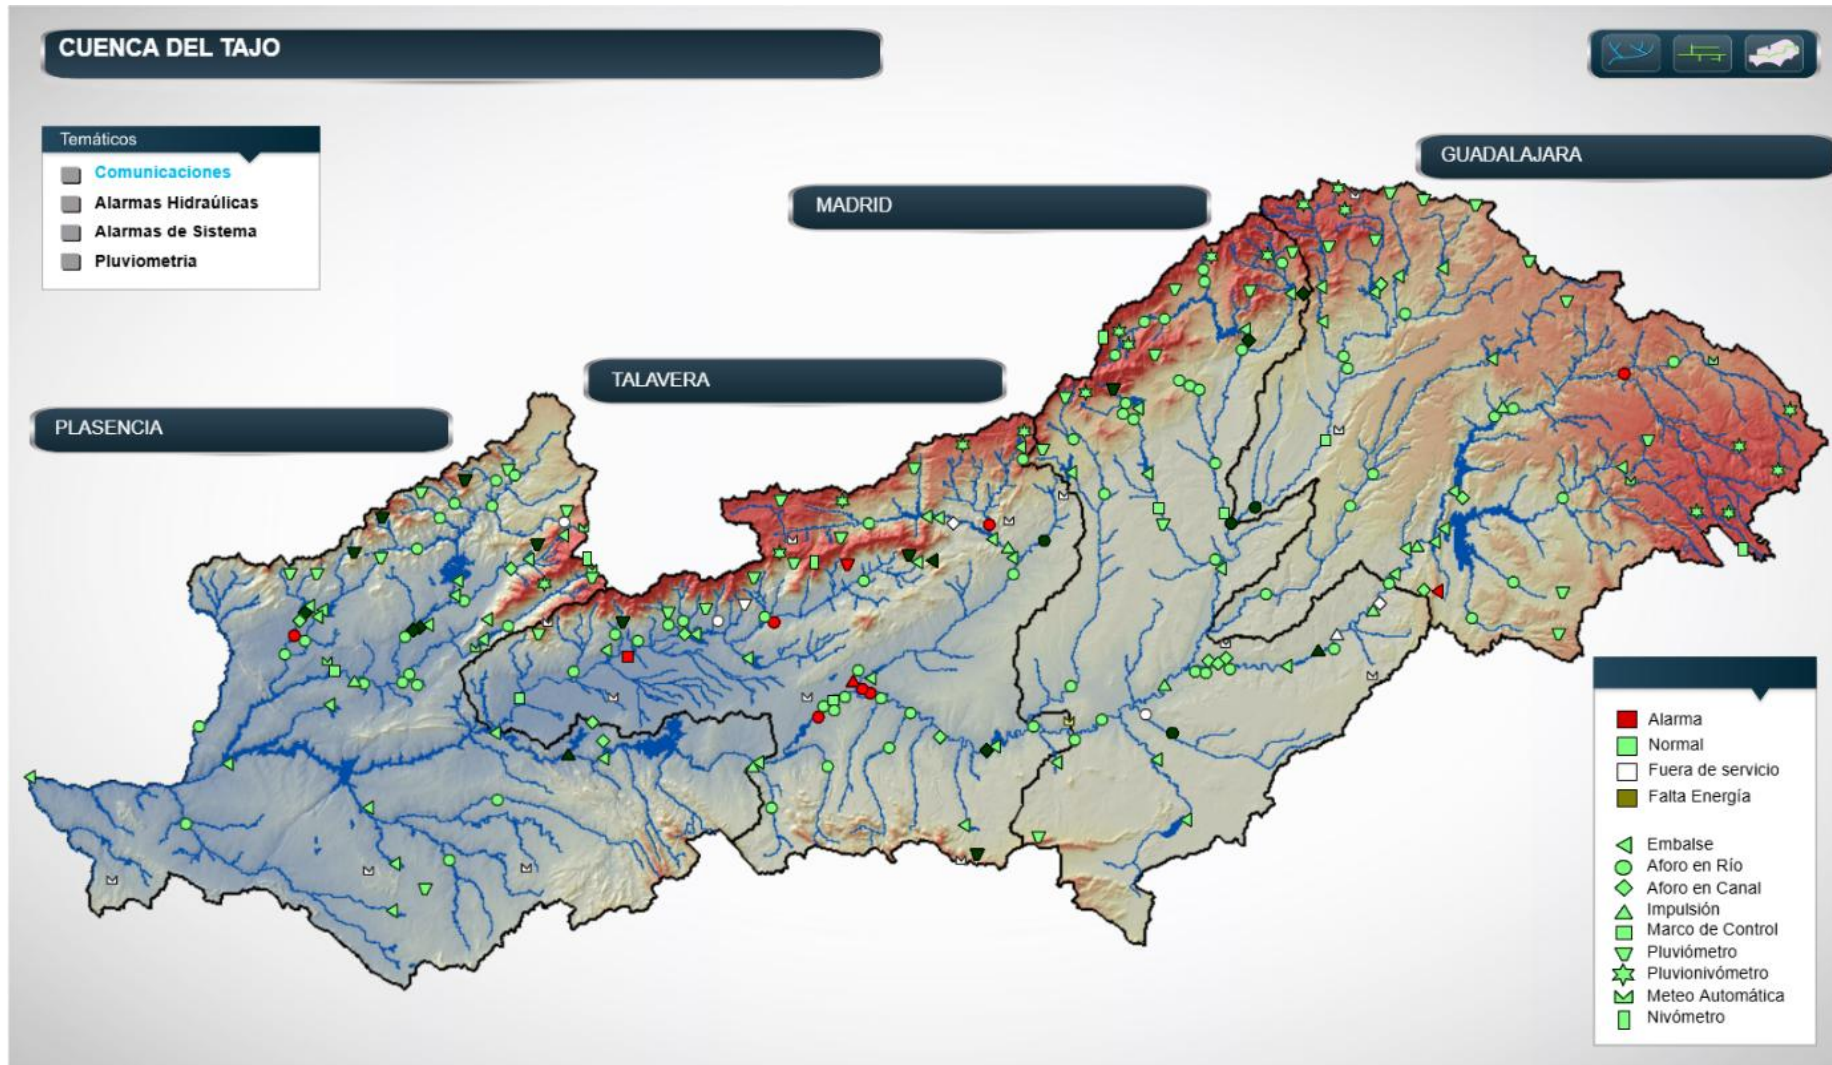 CUENCA DEL TAJO
Temáticos
Comunicaciones
Alarmas Hidraúlicas
Alarmas de Sistema
Pluviometria
GUADALAJARA
MADRID
TALAVERA
PLASENCIA
Alarma
Normal
Fuera de servicio
Falta Energía
Embalse
Aforo en Río
Aforo en Canal
Impulsión
Marco de Control
Pluviómetro
Pluvionivómetro
Meteo Automática
Nivómetro